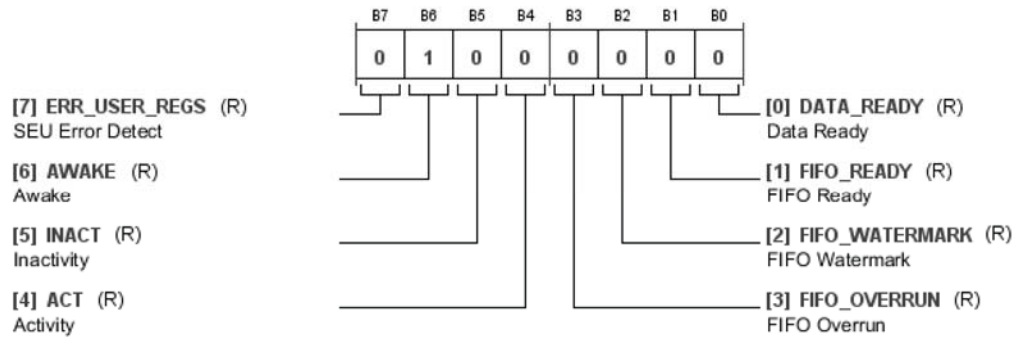 B7 B6 B5 B4 B3 B2 B1 B0
0 1 0 0 0 0 0 0
[7] ERR_USER_REGS (R)
SEU Error Detect
[6] AWAKE (R)
Awake
[5] INACT (R)
Inactivity
[4] ACT (R)
Activity
[0] DATA_READY (R)
Data Ready
[1] FIFO_READY (R)
FIFO Ready
[2] FIFO_WATERMARK (R)
FIFO Watermark
[3] FIFO_OVERRUN (R)
FIFO Overrun